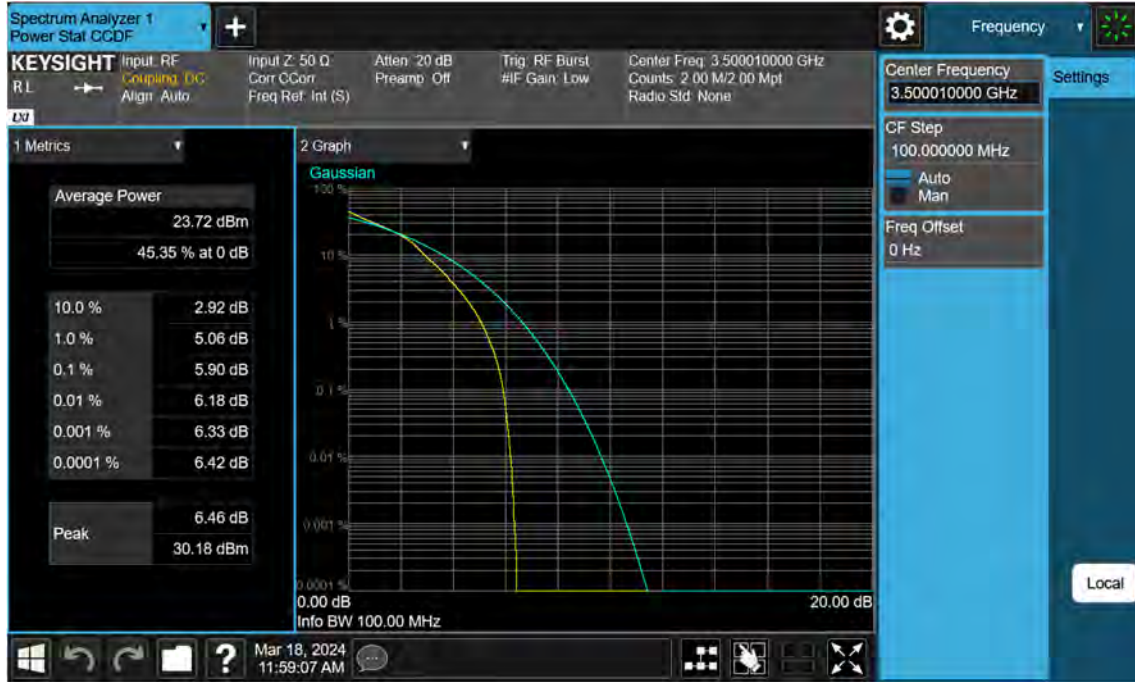 Spectrum Analyzer 1
Power Stat CCDF
+
Frequency
KEYSIGHT
RL
LXI
Input: RF
Coupling: DC
Align: Auto
Input Z: 50 Ω
Corr CCorr
Freq Ref: Int (S)
Atten: 20 dB
Preamp: Off
Trig: RF Burst
#IF Gain: Low
Center Freq: 3.500010000 GHz
Counts: 2.00 M/2.00 Mpt
Radio Std: None
Center Frequency
3.500010000 GHz
Settings
CF Step
100.000000 MHz
Auto
Man
Freq Offset
0 Hz
1 Metrics
Average Power
23.72 dBm
45.35 % at 0 dB
10.0 % 2.92 dB
1.0 % 5.06 dB
0.1 % 5.90 dB
0.01 % 6.18 dB
0.001 % 6.33 dB
0.0001 % 6.42 dB
Peak
6.46 dB
30.18 dBm
2 Graph
Gaussian
100 %
10 %
1 %
0.1 %
0.01 %
0.001 %
0.0001 %
0.00 dB 20.00 dB
Info BW 100.00 MHz
Local
?
Mar 18, 2024
11:59:07 AM